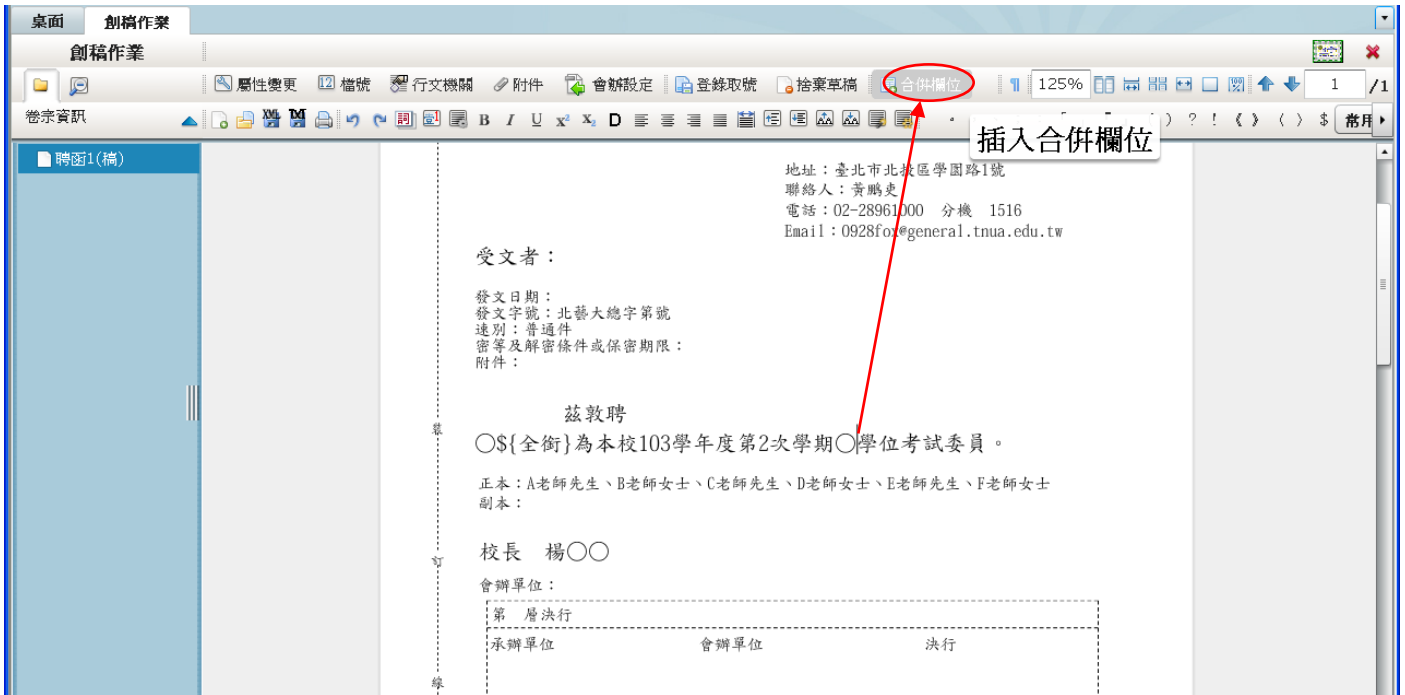 桌面 創稿作業
創稿作業
屬性變更 12 檔號 行文機關 附件 會辦設定 登錄取號 捨棄草稿 合併欄位 ¶ 125% 1 /1
卷宗資訊 B I U x² X₂ D ) ? ! 《 》 〈 〉 $ 常用
插入合併欄位
聘函1(稿)
地址：臺北市北投區學園路1號
聯絡人：黃鵬吏
電話：02-28961000 分機 1516
Email：0928fox@general.tnua.edu.tw
受文者：
發文日期：
發文字號：北藝大總字第號
速別：普通件
密等及解密條件或保密期限：
附件：
茲敦聘
裝
○${全銜}為本校103學年度第2次學期○學位考試委員。
正本：A老師先生、B老師女士、C老師先生、D老師女士、E老師先生、F老師女士
副本：
校長 楊○○
訂
會辦單位：
第 層決行
承辦單位 會辦單位 決行
線